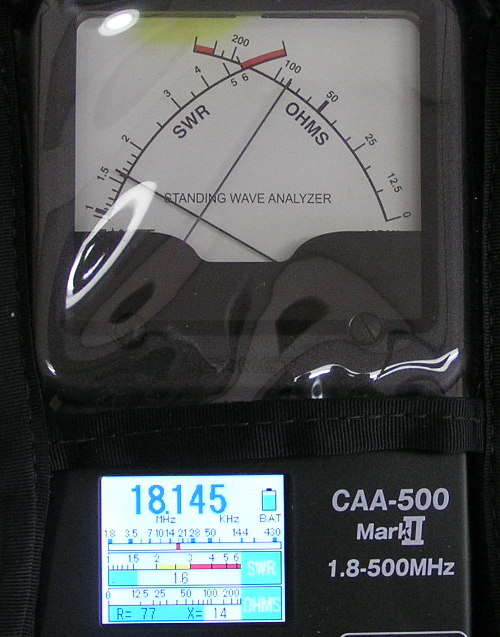 200
100
50
25
12.5
0
6
5
4
3
2
1.5
1
SWR
OHMS
STANDING WAVE ANALYZER
CAA-500
Mark II
1.8-500MHz
18.145
MHz KHz BAT
1.8 3.5 7 10 14 21 28 50 144 430
1 1.5 2 3 4 5 6
SWR
1.6
0 12.5 25 50 100 200
OHMS
R= 77 X= 14